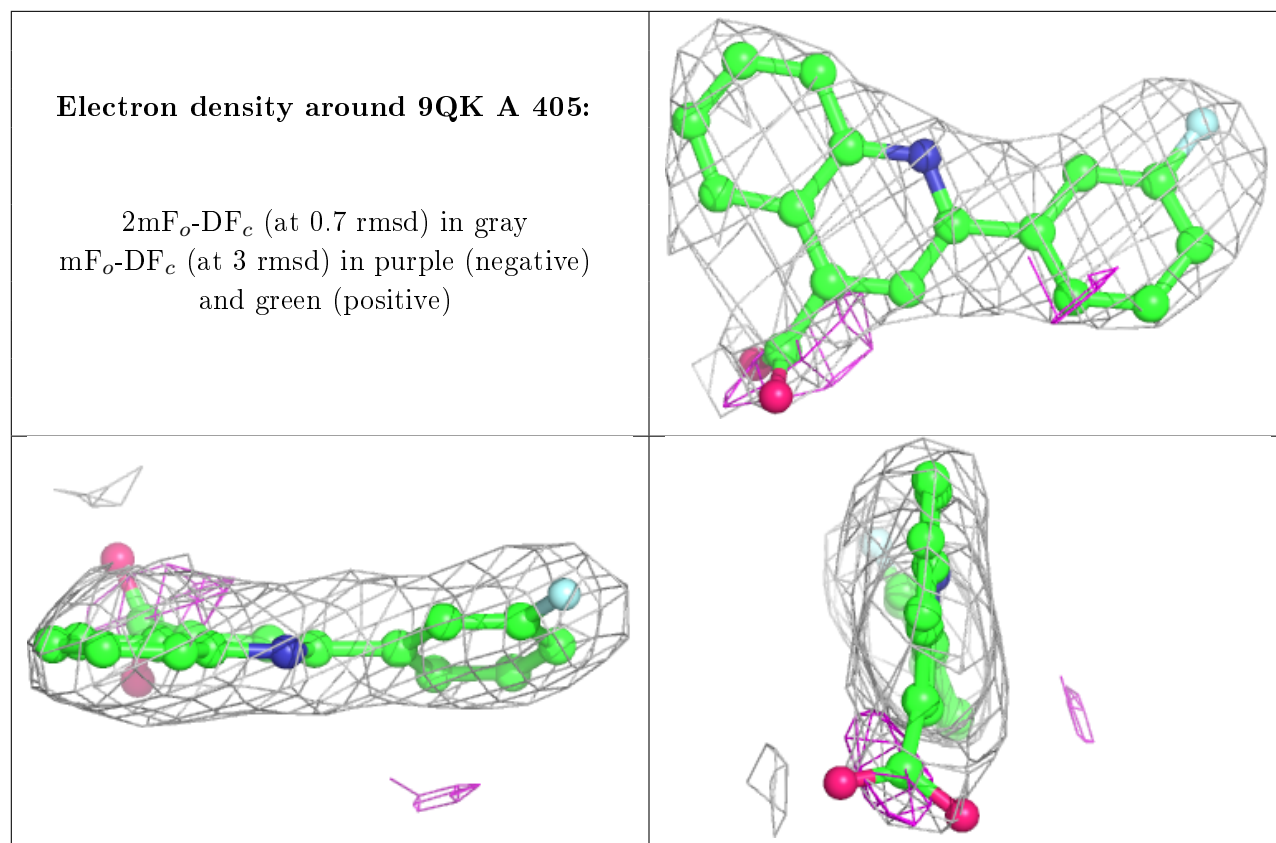 Electron density around 9QK A 405:
2mFₒ-DF𝒸 (at 0.7 rmsd) in gray
mFₒ-DF𝒸 (at 3 rmsd) in purple (negative)
and green (positive)